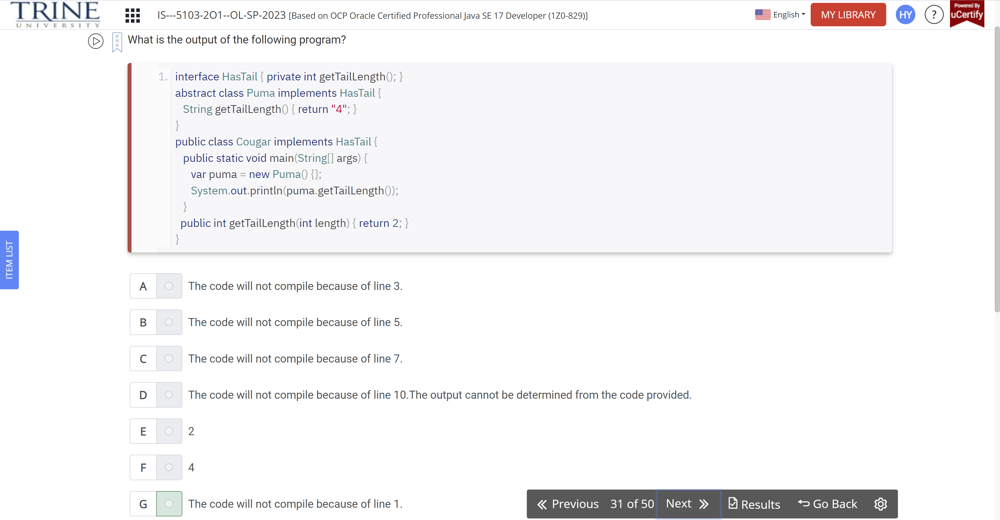 TRINE
UNIVERSITY
IS---5103-2O1--OL-SP-2023 [Based on OCP Oracle Certified Professional Java SE 17 Developer (1Z0-829)]
English
MY LIBRARY
HY
?
Powered By
uCertify
What is the output of the following program?
1. interface HasTail { private int getTailLength(); }
abstract class Puma implements HasTail {
String getTailLength() { return "4"; }
}
public class Cougar implements HasTail {
public static void main(String[] args) {
var puma = new Puma() {};
System.out.println(puma.getTailLength());
}
public int getTailLength(int length) { return 2; }
}
ITEM LIST
A The code will not compile because of line 3.
B The code will not compile because of line 5.
C The code will not compile because of line 7.
D The code will not compile because of line 10.The output cannot be determined from the code provided.
E 2
F 4
G The code will not compile because of line 1.
Previous 31 of 50 Next Results Go Back